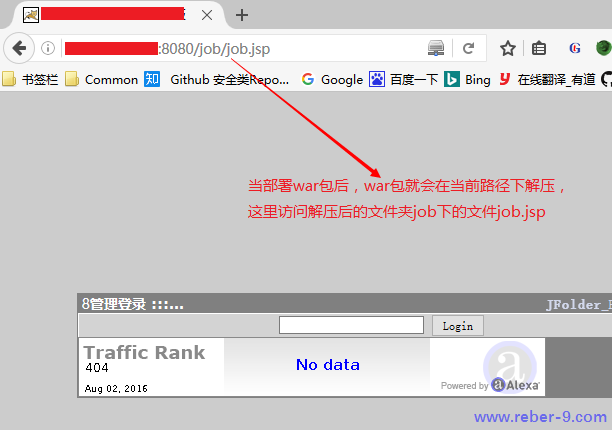 :8080/job/job.jsp
书签栏 Common 知 Github 安全类Repo... G Google 百度一下 b Bing y 在线翻译_有道
当部署war包后，war包就会在当前路径下解压，
这里访问解压后的文件夹job下的文件job.jsp
8管理登录 :::... JFolder_
Login
Traffic Rank
404
No data
Aug 02, 2016
Powered by a Alexa®
www.reber-9.com